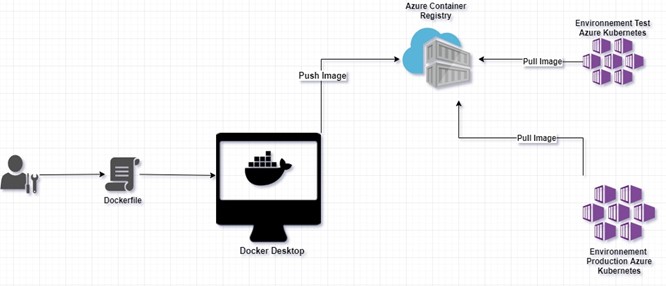 Azure Container
Registry
Environnement Test
Azure Kubernetes
Push Image
Pull Image
Pull Image
Dockerfile
Docker Desktop
Environnement
Production Azure
Kubernetes